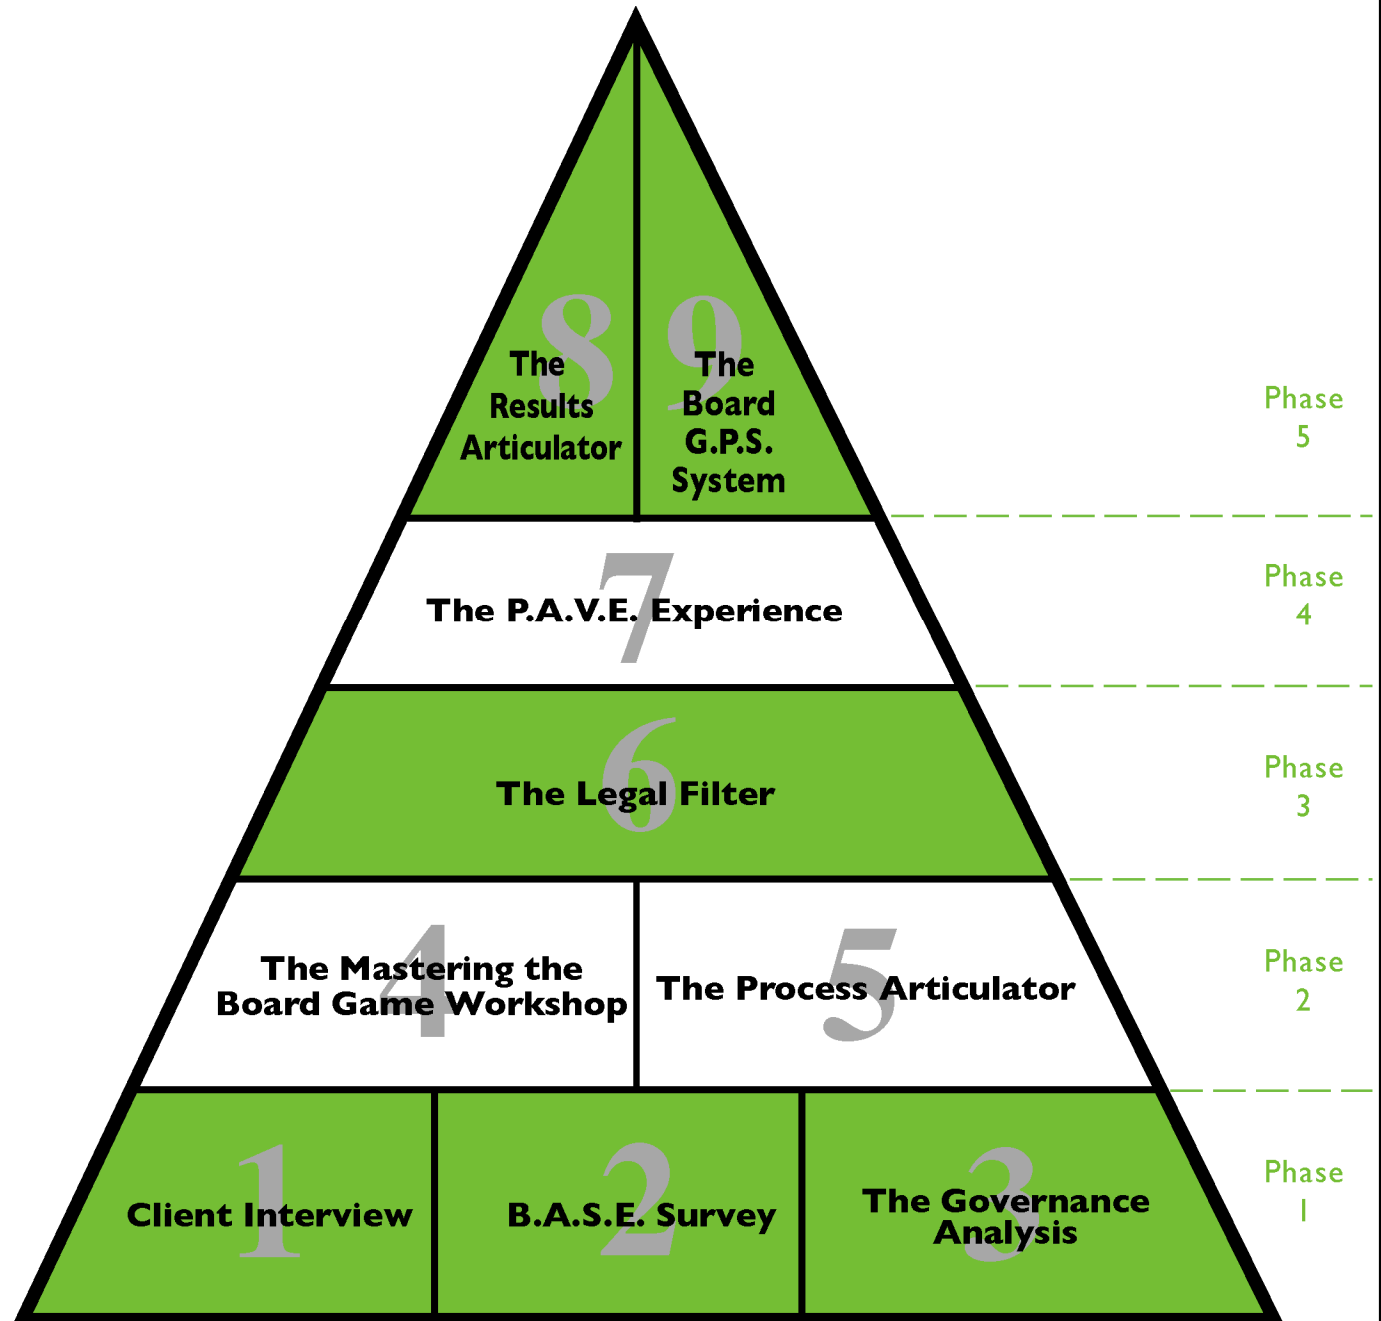 8
The
Results
Articulator
9
The
Board
G.P.S.
System
Phase
5
7
The P.A.V.E. Experience
Phase
4
6
The Legal Filter
Phase
3
4
The Mastering the
Board Game Workshop
5
The Process Articulator
Phase
2
1
Client Interview
2
B.A.S.E. Survey
3
The Governance
Analysis
Phase
1